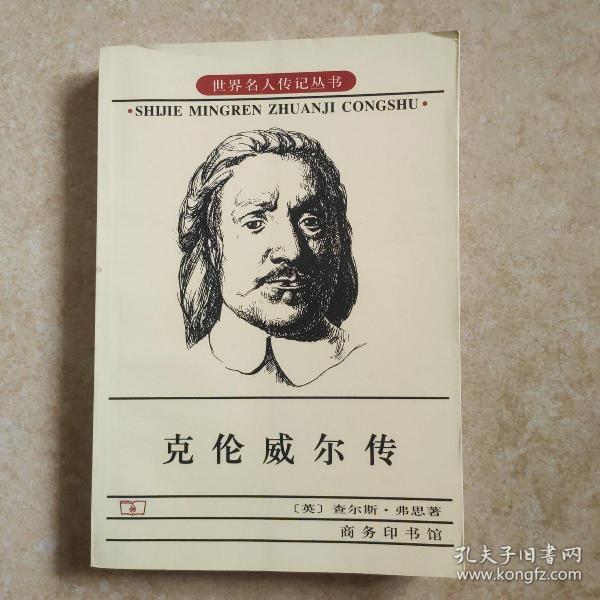 世界名人传记丛书
•SHIJIE MINGREN ZHUANJI CONGSHU•
克伦威尔传
〔英〕查尔斯·弗思著
商务印书馆
孔夫子旧书网
www.kongfz.com